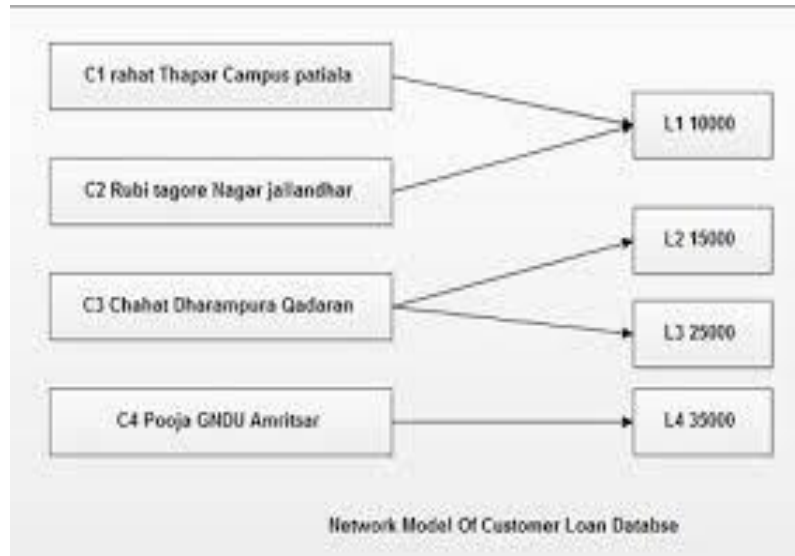 C1 rahat Thapar Campus patiala
L1 10000
C2 Rubi tagore Nagar jallandhar
L2 15000
C3 Chahat Dharampura Qadaran
L3 25000
C4 Pooja GNDU Amritsar
L4 35000
Network Model Of Customer Loan Databse